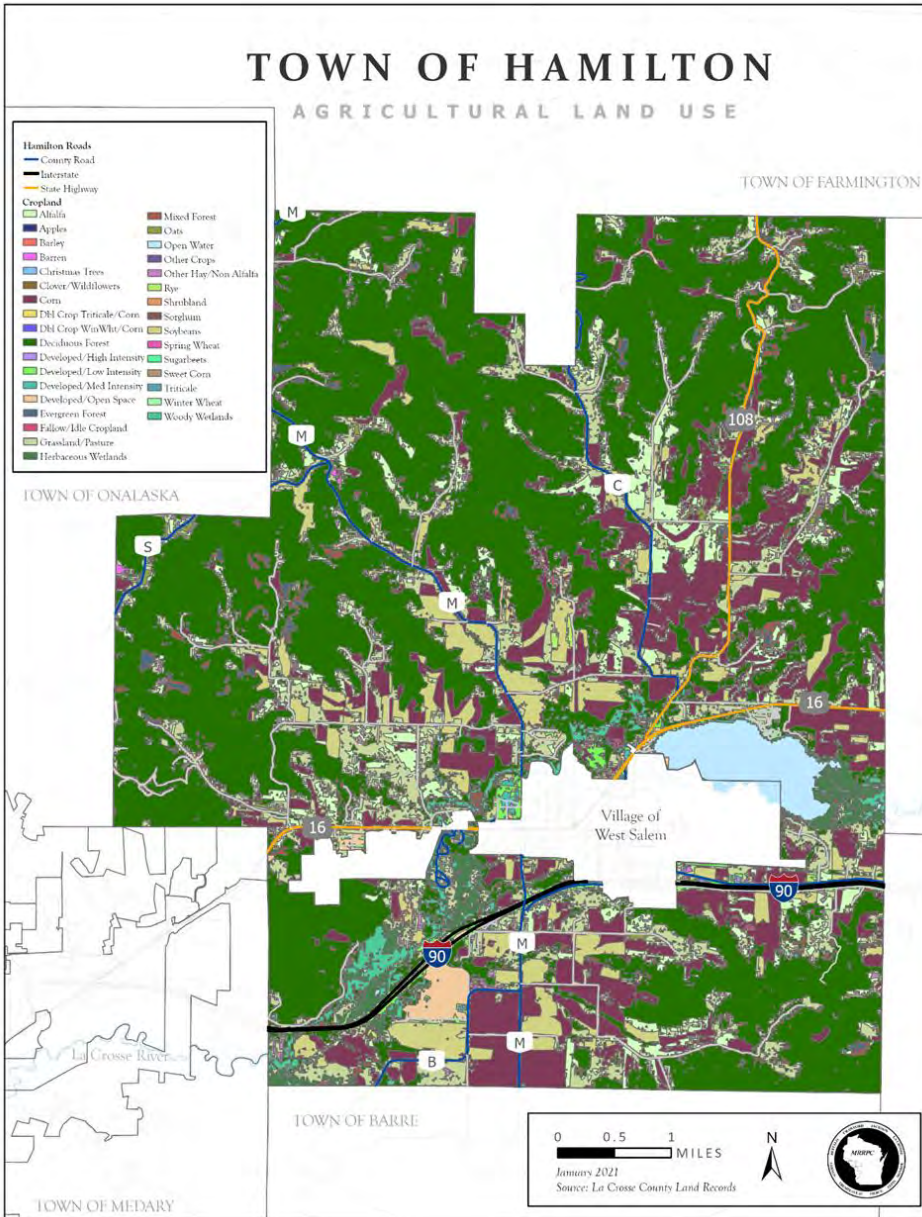 TOWN OF HAMILTON
AGRICULTURAL LAND USE
Hamilton Roads
County Road
Interstate
State Highway
Cropland
Alfalfa
Apples
Barley
Barren
Christmas Trees
Clover/Wildflowers
Corn
Dbl Crop Triticale/Corn
Dbl Crop WinWht/Corn
Deciduous Forest
Developed/High Intensity
Developed/Low Intensity
Developed/Med Intensity
Developed/Open Space
Evergreen Forest
Fallow/Idle Cropland
Grassland/Pasture
Herbaceous Wetlands
Mixed Forest
Oats
Open Water
Other Crops
Other Hay/Non Alfalfa
Rye
Shrubland
Sorghum
Soybeans
Spring Wheat
Sugarbeets
Sweet Corn
Triticale
Winter Wheat
Woody Wetlands
TOWN OF FARMINGTON
M
108
M
C
TOWN OF ONALASKA
S
M
16
Village of
West Salem
16
90
M
90
La Crosse River
M
B
TOWN OF BARRE
0 0.5 1
MILES
N
January 2021
Source: La Crosse County Land Records
MRRPC
TOWN OF MEDARY